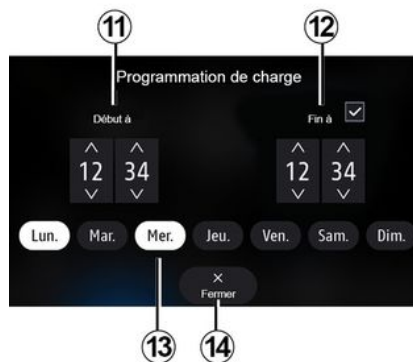 11 12
Programmation de charge
Début à Fin à
12 34 12 34
Lun. Mar. Mer. Jeu. Ven. Sam. Dim.
Fermer
13 14